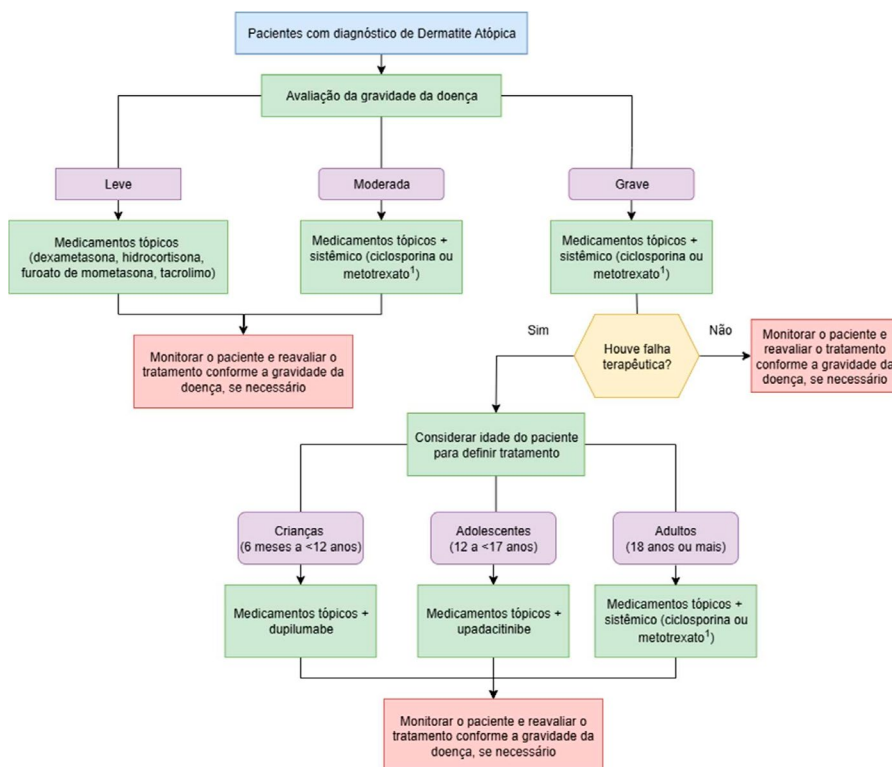 Pacientes com diagnóstico de Dermatite Atópica
Avaliação da gravidade da doença
Leve
Moderada
Grave
Medicamentos tópicos
(dexametasona, hidrocortisona,
furoato de mometasona, tacrolimo)
Medicamentos tópicos +
sistêmico (ciclosporina ou
metotrexato¹)
Medicamentos tópicos +
sistêmico (ciclosporina ou
metotrexato¹)
Sim
Houve falha
terapêutica?
Não
Monitorar o paciente e
reavaliar o tratamento
conforme a gravidade da
doença, se necessário
Monitorar o paciente e reavaliar o
tratamento conforme a gravidade da
doença, se necessário
Considerar idade do paciente
para definir tratamento
Crianças
(6 meses a <12 anos)
Adolescentes
(12 a <17 anos)
Adultos
(18 anos ou mais)
Medicamentos tópicos +
dupilumabe
Medicamentos tópicos +
upadacitinibe
Medicamentos tópicos +
sistêmico (ciclosporina ou
metotrexato¹)
Monitorar o paciente e reavaliar o
tratamento conforme a gravidade da
doença, se necessário